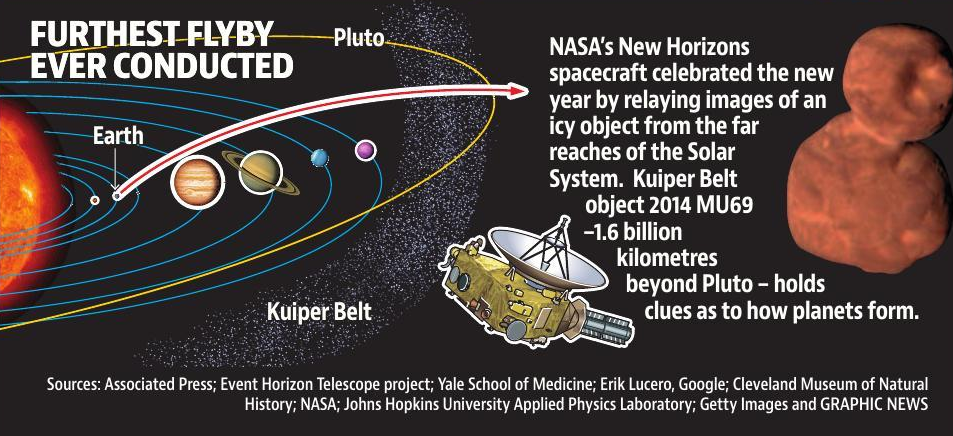 FURTHEST FLYBY
EVER CONDUCTED
Pluto
Earth
Kuiper Belt
NASA's New Horizons
spacecraft celebrated the new
year by relaying images of an
icy object from the far
reaches of the Solar
System. Kuiper Belt
object 2014 MU69
–1.6 billion
kilometres
beyond Pluto – holds
clues as to how planets form.
Sources: Associated Press; Event Horizon Telescope project; Yale School of Medicine; Erik Lucero, Google; Cleveland Museum of Natural
History; NASA; Johns Hopkins University Applied Physics Laboratory; Getty Images and GRAPHIC NEWS